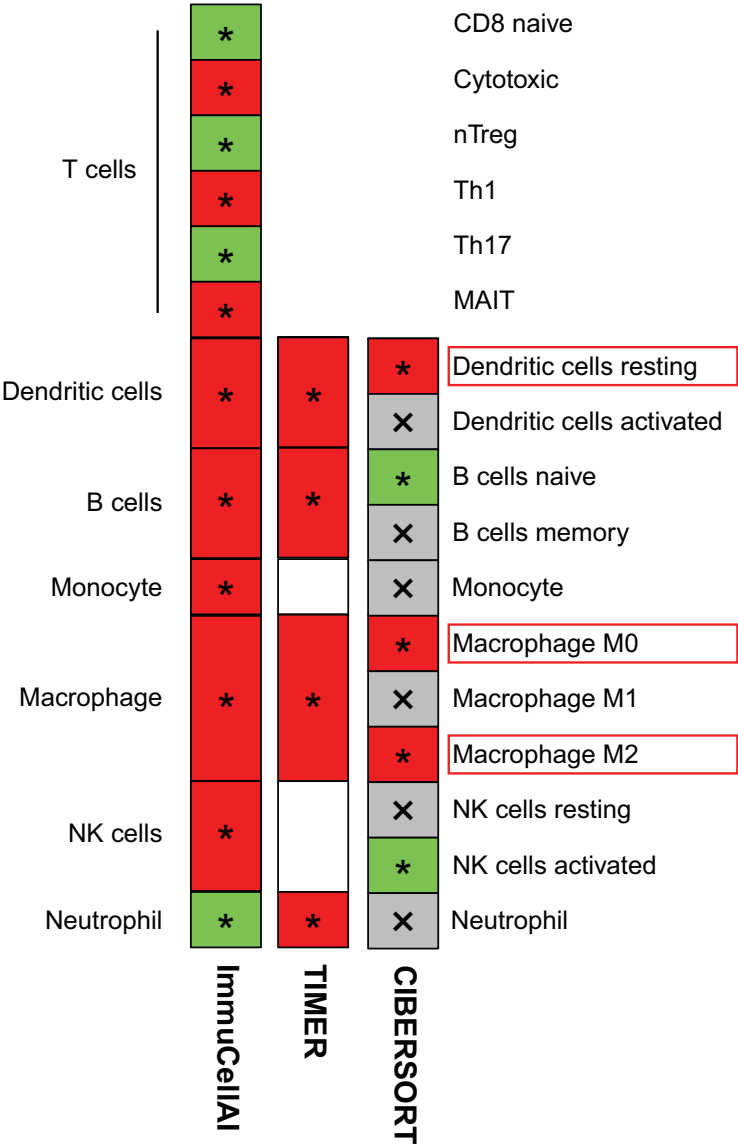 CD8 naive
*
Cytotoxic
*
nTreg
*
T cells
Th1
*
Th17
*
MAIT
*
Dendritic cells
*
*
*
Dendritic cells resting
×
Dendritic cells activated
B cells
*
*
*
B cells naive
×
B cells memory
Monocyte
*
×
Monocyte
Macrophage
*
*
*
Macrophage M0
×
Macrophage M1
*
Macrophage M2
NK cells
*
×
NK cells resting
*
NK cells activated
Neutrophil
*
*
×
Neutrophil
ImmuCellAI
TIMER
CIBERSORT